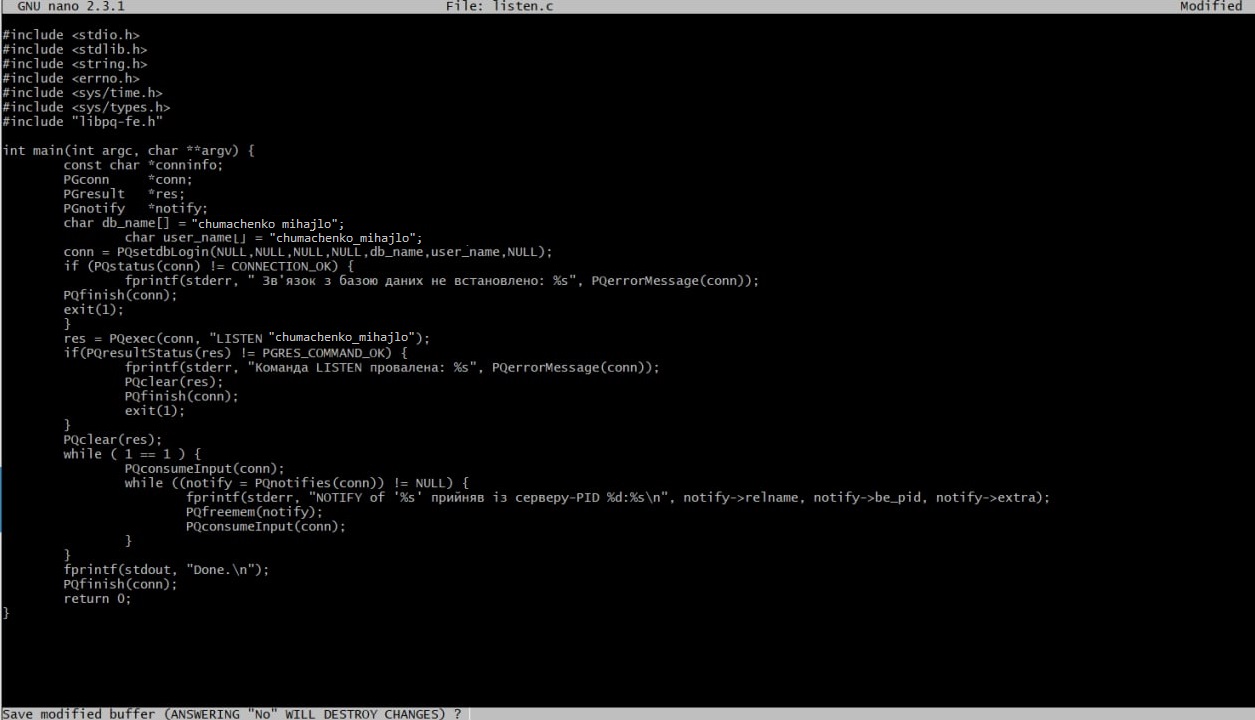 GNU nano 2.3.1 File: listen.c Modified
#include <stdio.h>
#include <stdlib.h>
#include <string.h>
#include <errno.h>
#include <sys/time.h>
#include <sys/types.h>
#include "libpq-fe.h"
int main(int argc, char **argv) {
const char *conninfo;
PGconn *conn;
PGresult *res;
PGnotify *notify;
char db_name[] = "chumachenko mihajlo";
char user_name[] = "chumachenko_mihajlo";
conn = PQsetdbLogin(NULL,NULL,NULL,NULL,db_name,user_name,NULL);
if (PQstatus(conn) != CONNECTION_OK) {
fprintf(stderr, " Зв'язок з базою даних не встановлено: %s", PQerrorMessage(conn));
PQfinish(conn);
exit(1);
}
res = PQexec(conn, "LISTEN "chumachenko_mihajlo");
if(PQresultStatus(res) != PGRES_COMMAND_OK) {
fprintf(stderr, "Команда LISTEN провалена: %s", PQerrorMessage(conn));
PQclear(res);
PQfinish(conn);
exit(1);
}
PQclear(res);
while ( 1 == 1 ) {
PQconsumeInput(conn);
while ((notify = PQnotifies(conn)) != NULL) {
fprintf(stderr, "NOTIFY of '%s' прийняв із серверу-PID %d:%s\n", notify->relname, notify->be_pid, notify->extra);
PQfreemem(notify);
PQconsumeInput(conn);
}
}
fprintf(stdout, "Done.\n");
PQfinish(conn);
return 0;
}
Save modified buffer (ANSWERING "No" WILL DESTROY CHANGES) ?